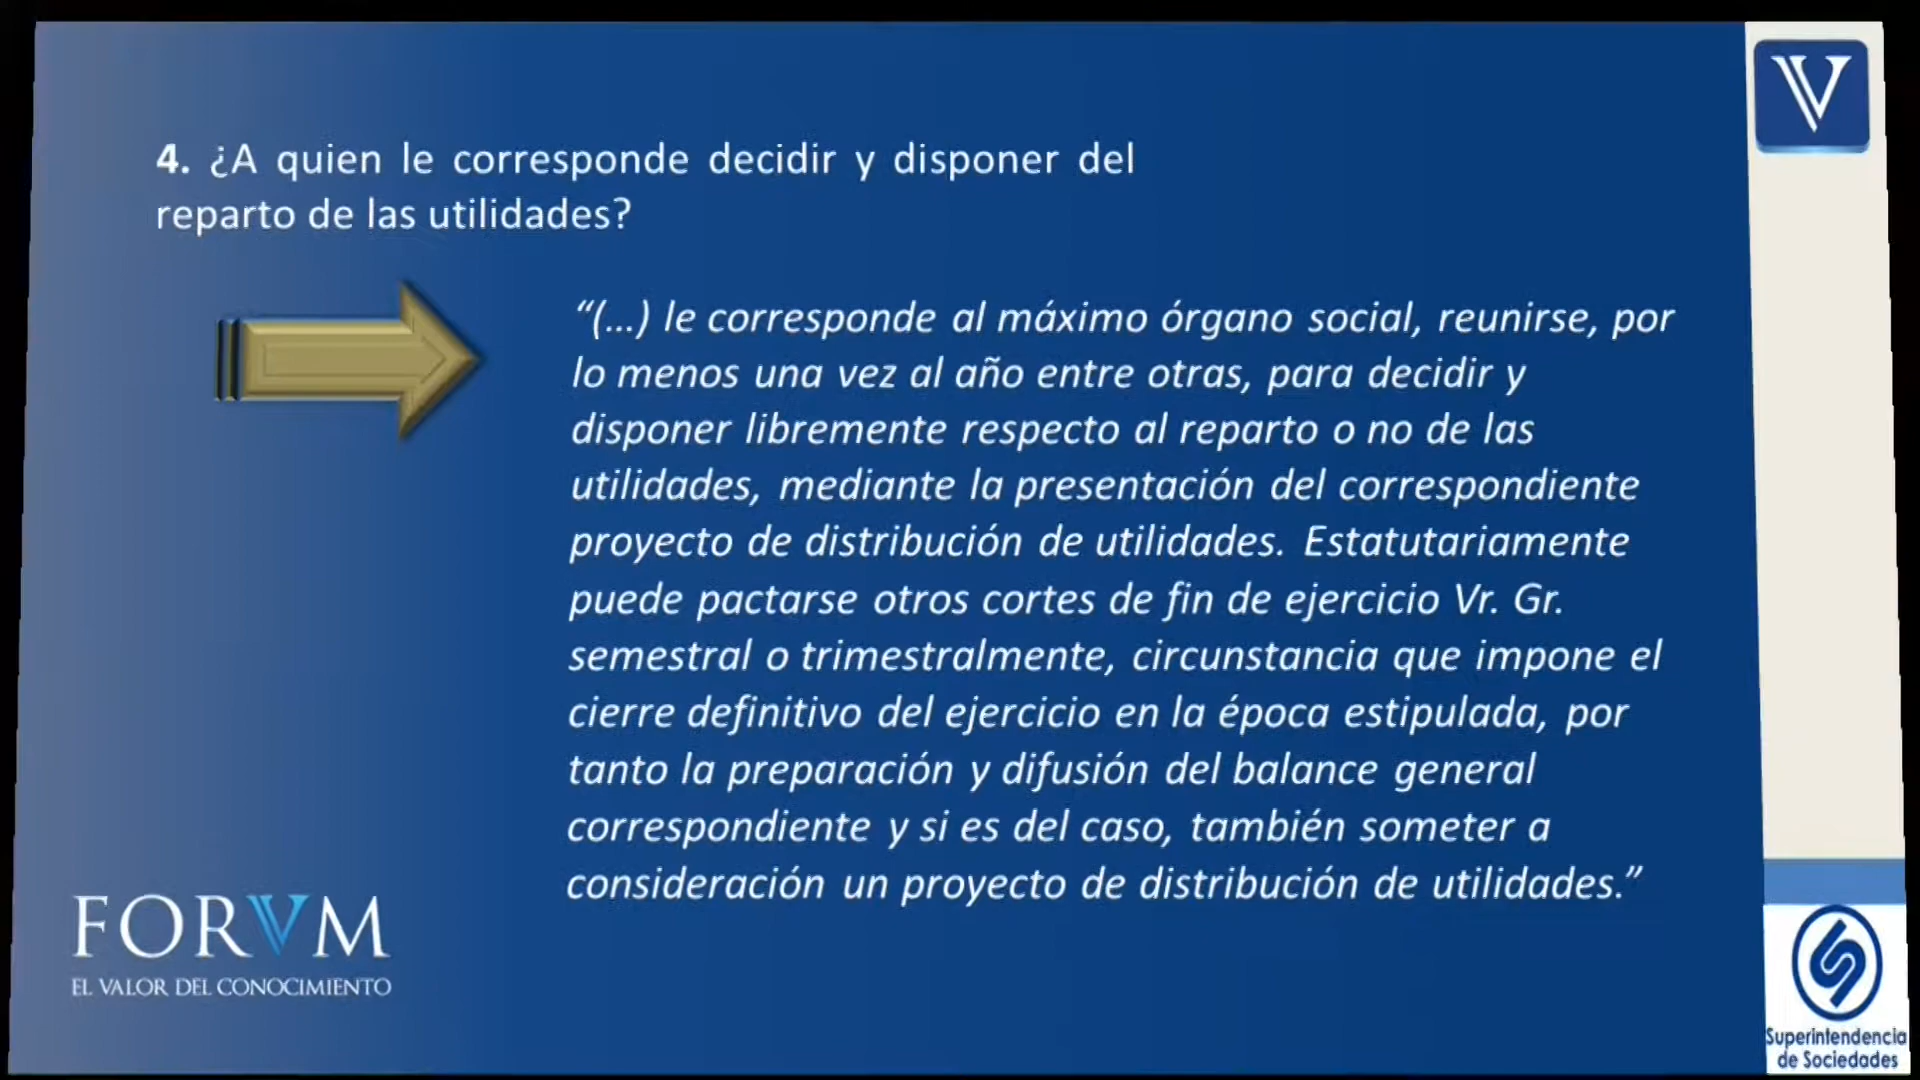 V
4. ¿A quien le corresponde decidir y disponer del
reparto de las utilidades?
“(...) le corresponde al máximo órgano social, reunirse, por
lo menos una vez al año entre otras, para decidir y
disponer libremente respecto al reparto o no de las
utilidades, mediante la presentación del correspondiente
proyecto de distribución de utilidades. Estatutariamente
puede pactarse otros cortes de fin de ejercicio Vr. Gr.
semestral o trimestralmente, circunstancia que impone el
cierre definitivo del ejercicio en la época estipulada, por
tanto la preparación y difusión del balance general
correspondiente y si es del caso, también someter a
consideración un proyecto de distribución de utilidades.”
FORVM
EL VALOR DEL CONOCIMIENTO
Superintendencia
de Sociedades